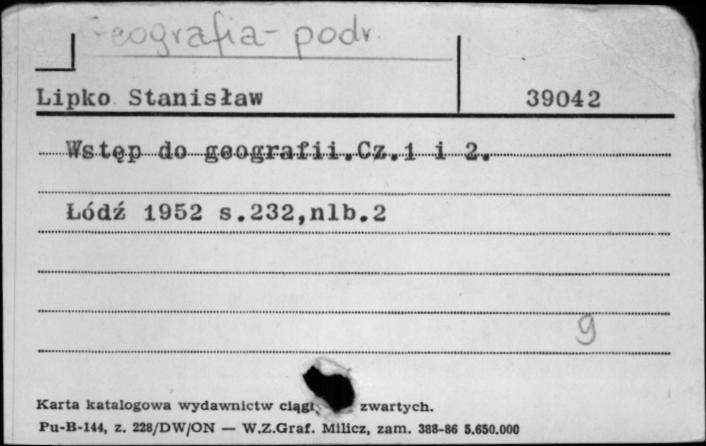 Geografia - podr.
Lipko Stanisław 39042
Wstęp do geografii.Cz.1 i 2.
Łódź 1952 s.232,nlb.2
9
Karta katalogowa wydawnictw zwartych.
Pu-B-144, z. 228/DW/ON — W.Z.Graf. Milicz, zam. 388-86 5.650.000